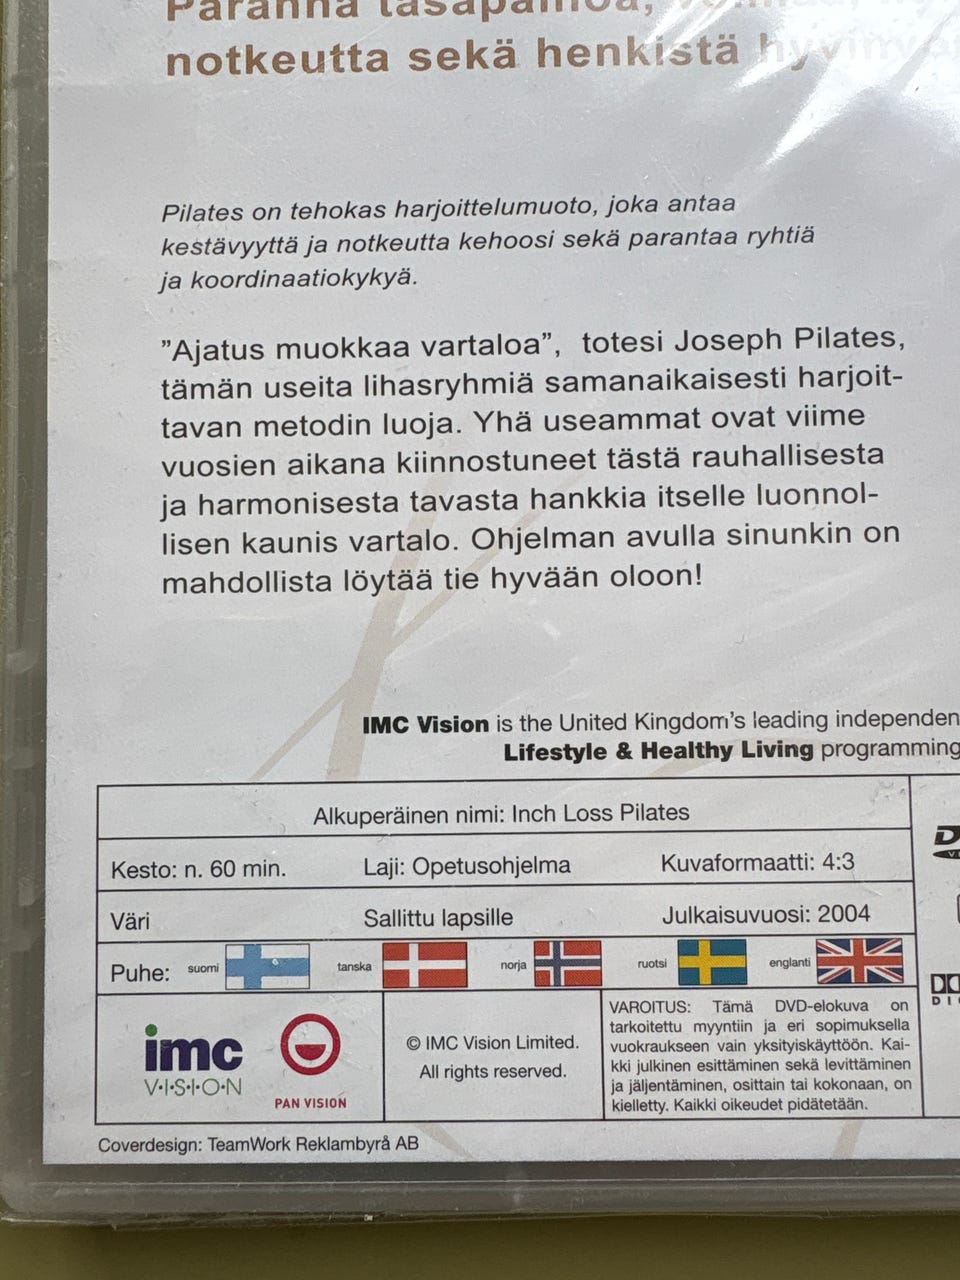 Paranna tasapainoa,
notkeutta sekä henkistä
Pilates on tehokas harjoittelumuoto, joka antaa
kestävyyttä ja notkeutta kehoosi sekä parantaa ryhtiä
ja koordinaatiokykyä.
”Ajatus muokkaa vartaloa”, totesi Joseph Pilates,
tämän useita lihasryhmiä samanaikaisesti harjoit-
tavan metodin luoja. Yhä useammat ovat viime
vuosien aikana kiinnostuneet tästä rauhallisesta
ja harmonisesta tavasta hankkia itselle luonnol-
lisen kaunis vartalo. Ohjelman avulla sinunkin on
mahdollista löytää tie hyvään oloon!
IMC Vision is the United Kingdom's leading independen
Lifestyle & Healthy Living programming
Alkuperäinen nimi: Inch Loss Pilates
Kesto: n. 60 min. Laji: Opetusohjelma Kuvaformaatti: 4:3
Väri Sallittu lapsille Julkaisuvuosi: 2004
Puhe: suomi tanska norja ruotsi englanti
imc
V·I·S·I·O·N
PAN VISION
© IMC Vision Limited.
All rights reserved.
VAROITUS: Tämä DVD-elokuva on
tarkoitettu myyntiin ja eri sopimuksella
vuokraukseen vain yksityiskäyttöön. Kai-
kki julkinen esittäminen sekä levittäminen
ja jäljentäminen, osittain tai kokonaan, on
kielletty. Kaikki oikeudet pidätetään.
Coverdesign: TeamWork Reklambyrå AB